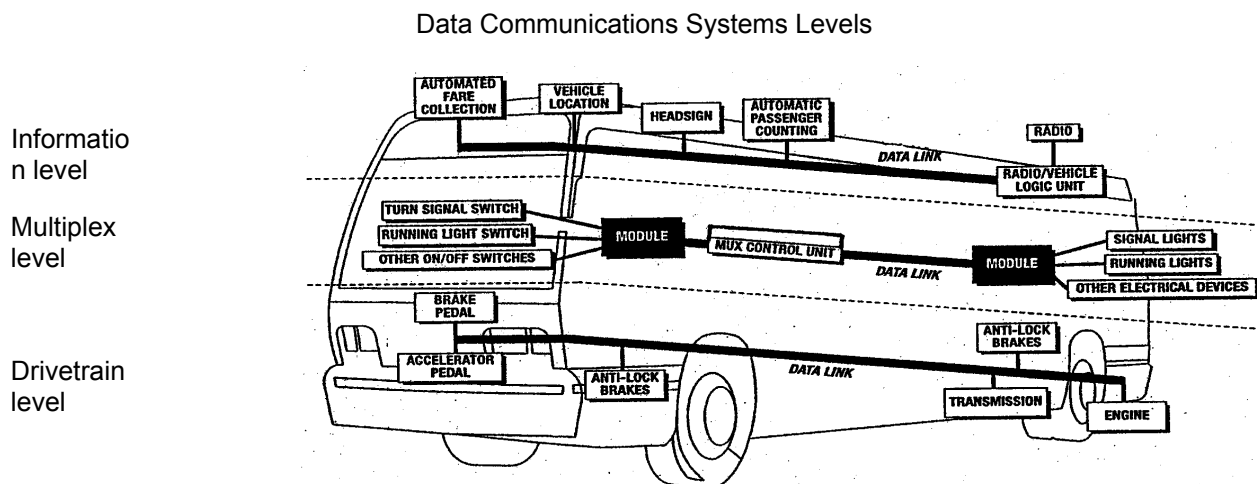 Data Communications Systems Levels
AUTOMATED
FARE
COLLECTION
VEHICLE
LOCATION
HEADSIGN
AUTOMATIC
PASSENGER
COUNTING
RADIO
DATA LINK
RADIO/VEHICLE
LOGIC UNIT
Informatio
n level
Multiplex
level
TURN SIGNAL SWITCH
RUNNING LIGHT SWITCH
OTHER ON/OFF SWITCHES
MODULE
MUX CONTROL UNIT
DATA LINK
MODULE
SIGNAL LIGHTS
RUNNING LIGHTS
OTHER ELECTRICAL DEVICES
Drivetrain
level
BRAKE
PEDAL
ACCELERATOR
PEDAL
ANTI-LOCK
BRAKES
DATA LINK
ANTI-LOCK
BRAKES
TRANSMISSION
ENGINE